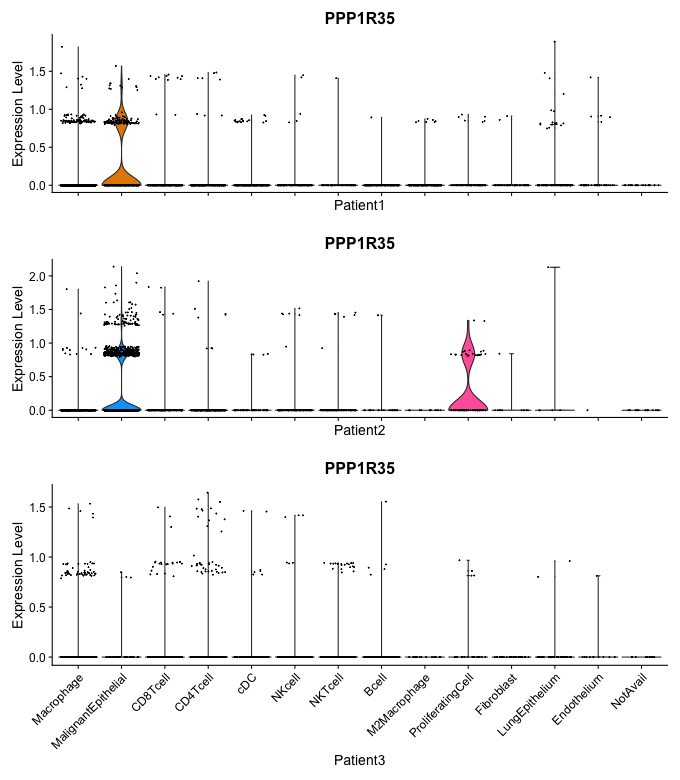 PPP1R35
Expression Level
1.5
1.0
0.5
0.0
Patient1
PPP1R35
Expression Level
2.0
1.5
1.0
0.5
0.0
Patient2
PPP1R35
Expression Level
1.5
1.0
0.5
0.0
Macrophage
MalignantEpithelial
CD8Tcell
CD4Tcell
cDC
NKcell
NKTcell
Bcell
M2Macrophage
ProliferatingCell
Fibroblast
LungEpithelium
Endothelium
NotAvail
Patient3